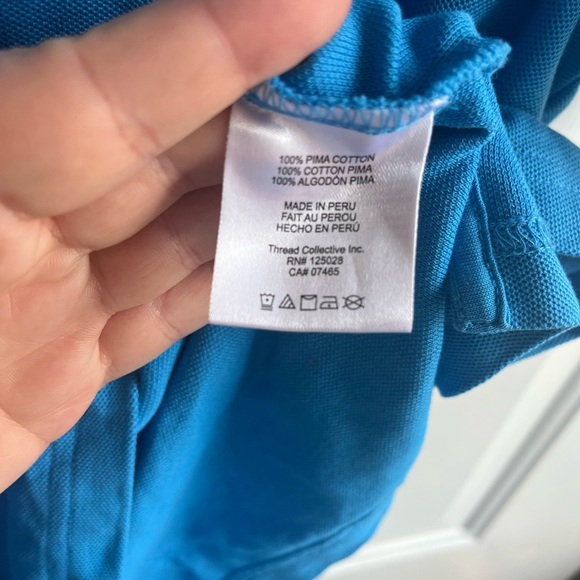 100% PIMA COTTON
100% COTTON PIMA
100% ALGODÓN PIMA
MADE IN PERU
FAIT AU PEROU
HECHO EN PERÚ
Thread Collective Inc.
RN# 125028
CA# 07465